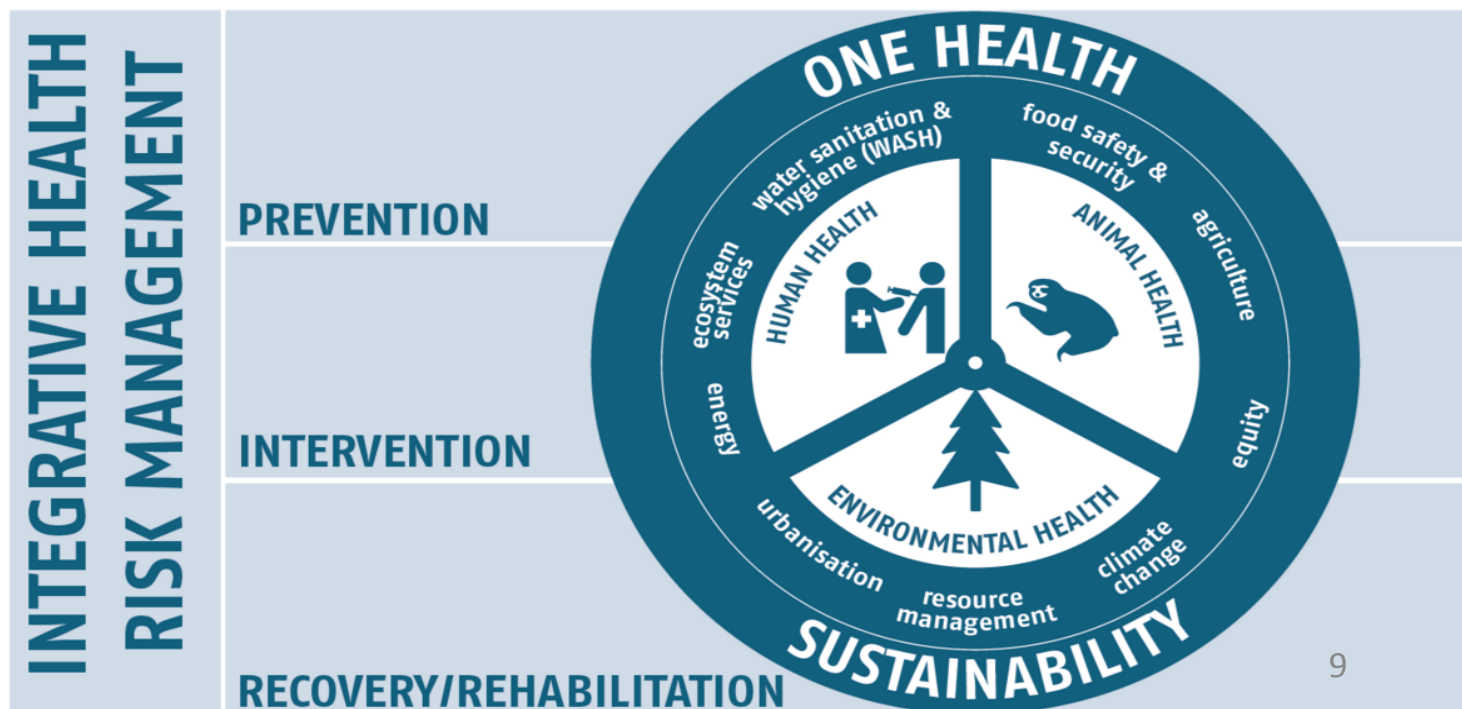 INTEGRATIVE HEALTH
RISK MANAGEMENT
PREVENTION
INTERVENTION
RECOVERY/REHABILITATION
ONE HEALTH
water sanitation &
hygiene (WASH)
food safety &
security
agriculture
equity
climate
change
resource
management
urbanisation
energy
ecosystem
services
HUMAN HEALTH
ANIMAL HEALTH
ENVIRONMENTAL HEALTH
SUSTAINABILITY
9